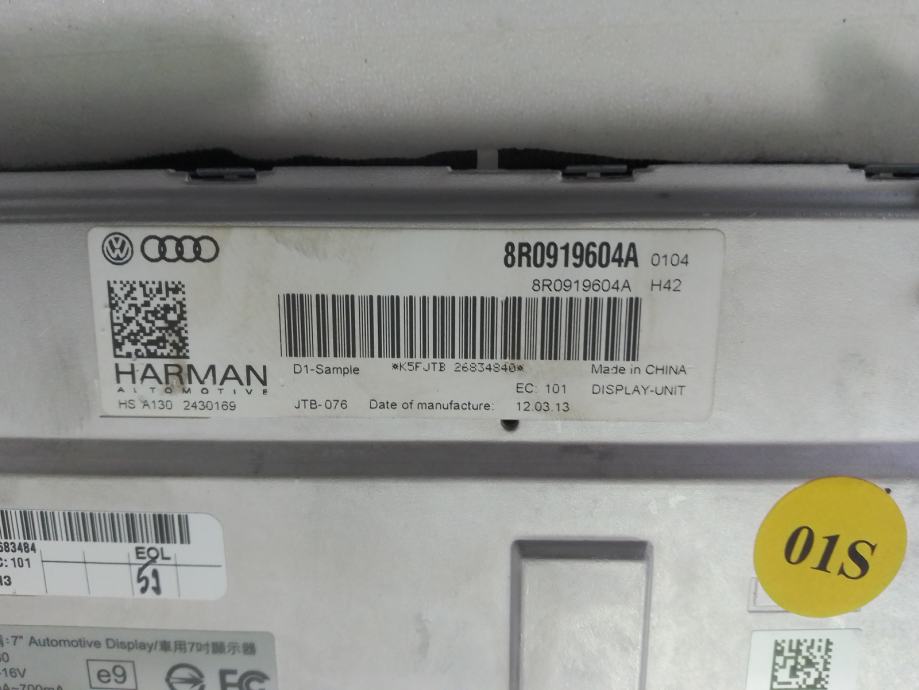 8R0919604A 0104
8R0919604A H42
HARMAN
AUTOMOTIVE
D1-Sample *K5FJTB 26834840* Made in CHINA
EC: 101 DISPLAY-UNIT
HS A130 2430169 JTB-076 Date of manufacture: 12.03.13
683484
C: 101 EOL
01S
7" Automotive Display/車用7吋顯示器
-16V
e9 FC